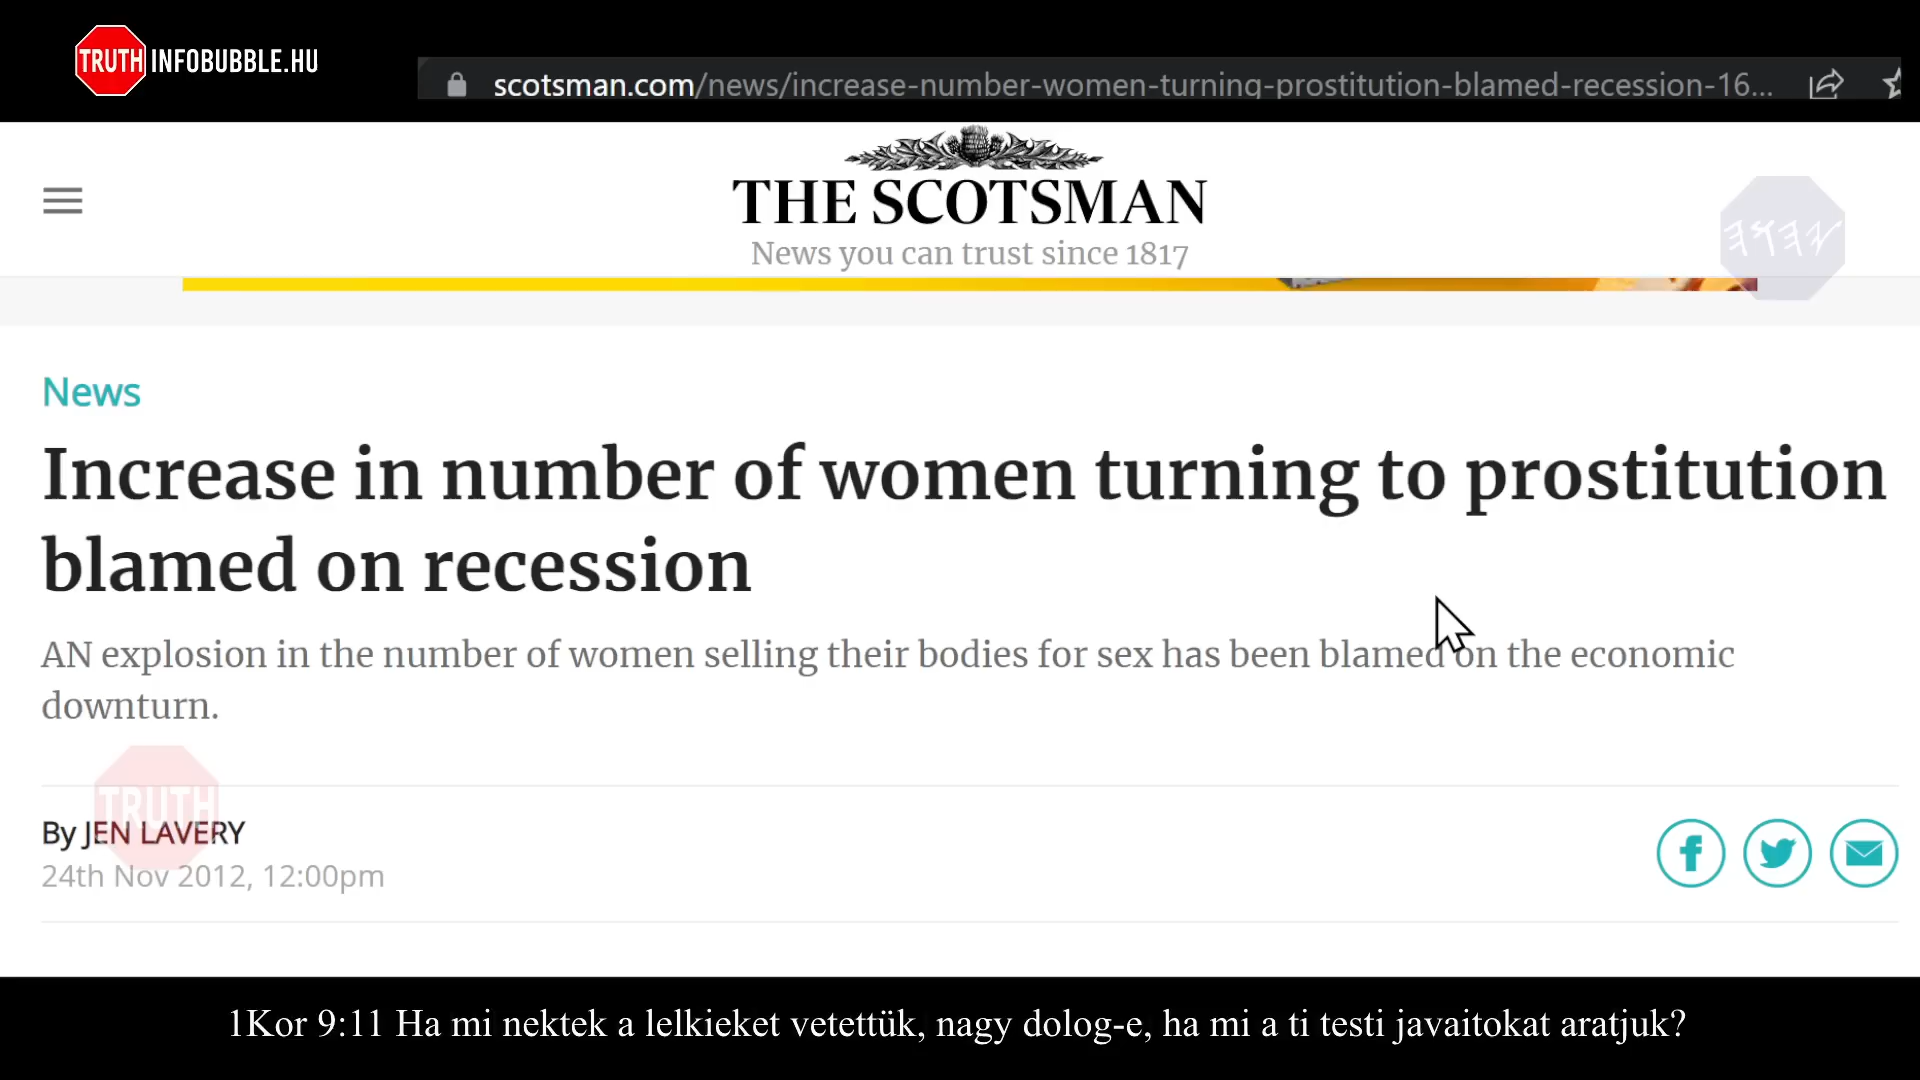 TRUTH INFOBUBBLE.HU
scotsman.com/news/increase-number-women-turning-prostitution-blamed-recession-16...
THE SCOTSMAN
News you can trust since 1817
𐤉𐤄𐤅𐤄
News
Increase in number of women turning to prostitution
blamed on recession
AN explosion in the number of women selling their bodies for sex has been blamed on the economic
downturn.
TRUTH
By JEN LAVERY
24th Nov 2012, 12:00pm
1Kor 9:11 Ha mi nektek a lelkieket vetettük, nagy dolog-e, ha mi a ti testi javaitokat aratjuk?